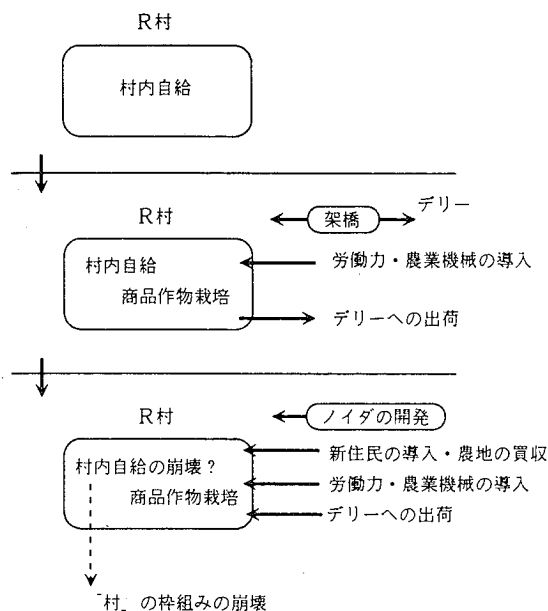 R村
村内自給
R村
デリー
架橋
村内自給
労働力・農業機械の導入
商品作物栽培
デリーへの出荷
R村
ノイダの開発
新住民の導入・農地の買収
村内自給の崩壊?
労働力・農業機械の導入
商品作物栽培
デリーへの出荷
「村」の枠組みの崩壊